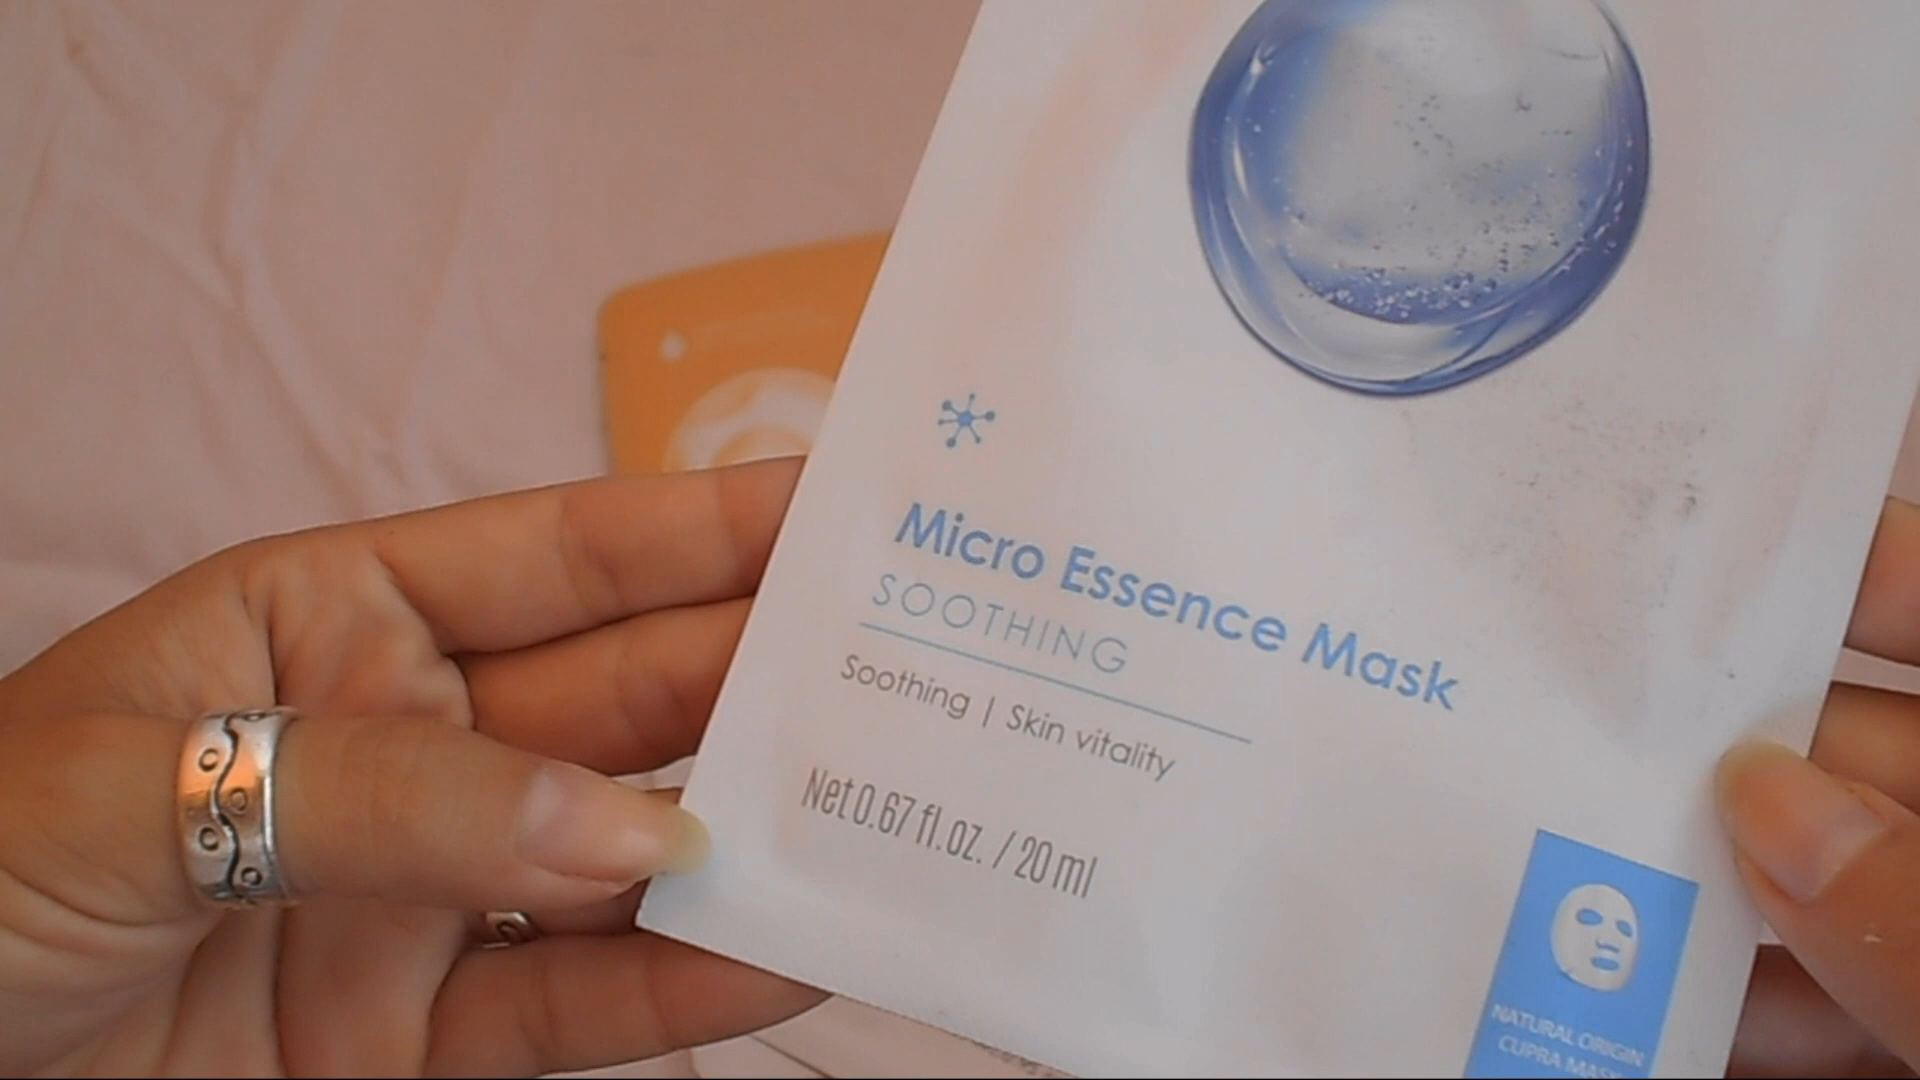 Micro Essence Mask
SOOTHING
Soothing | Skin vitality
Net 0.67 fl.oz. / 20 ml
NATURAL ORIGIN
CUPRA MASK